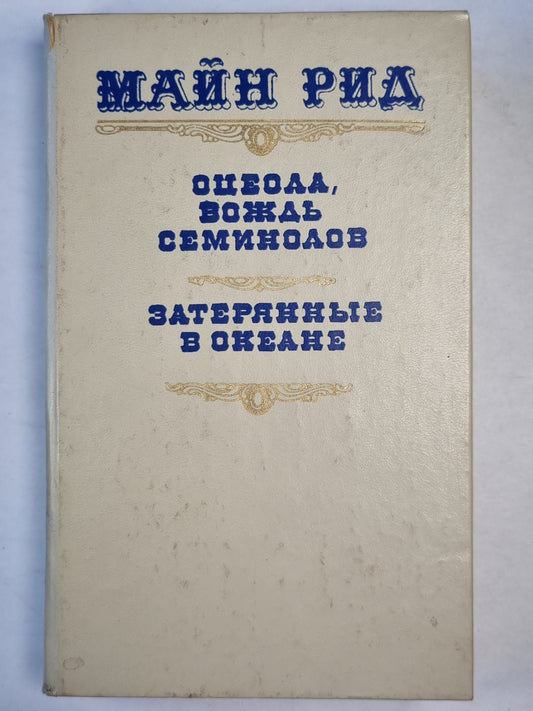 МАЙН РИД
ОЦЕОЛА,
ВОЖДЬ
СЕМИНОЛОВ
ЗАТЕРЯННЫЕ
В ОКЕАНЕ